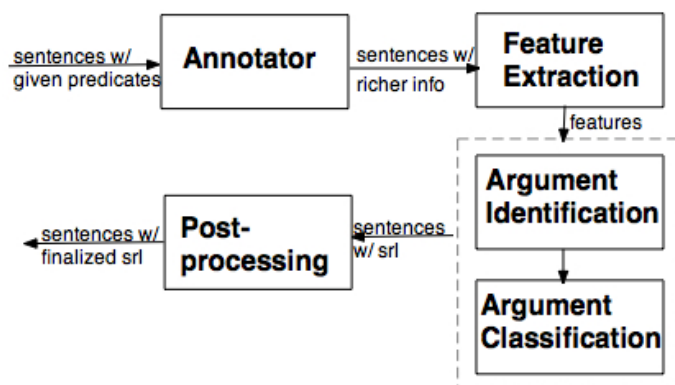 sentences w/
given predicates
Annotator
sentences w/
richer info
Feature
Extraction
features
Argument
Identification
Argument
Classification
sentences
w/ srl
Post-
processing
sentences w/
finalized srl